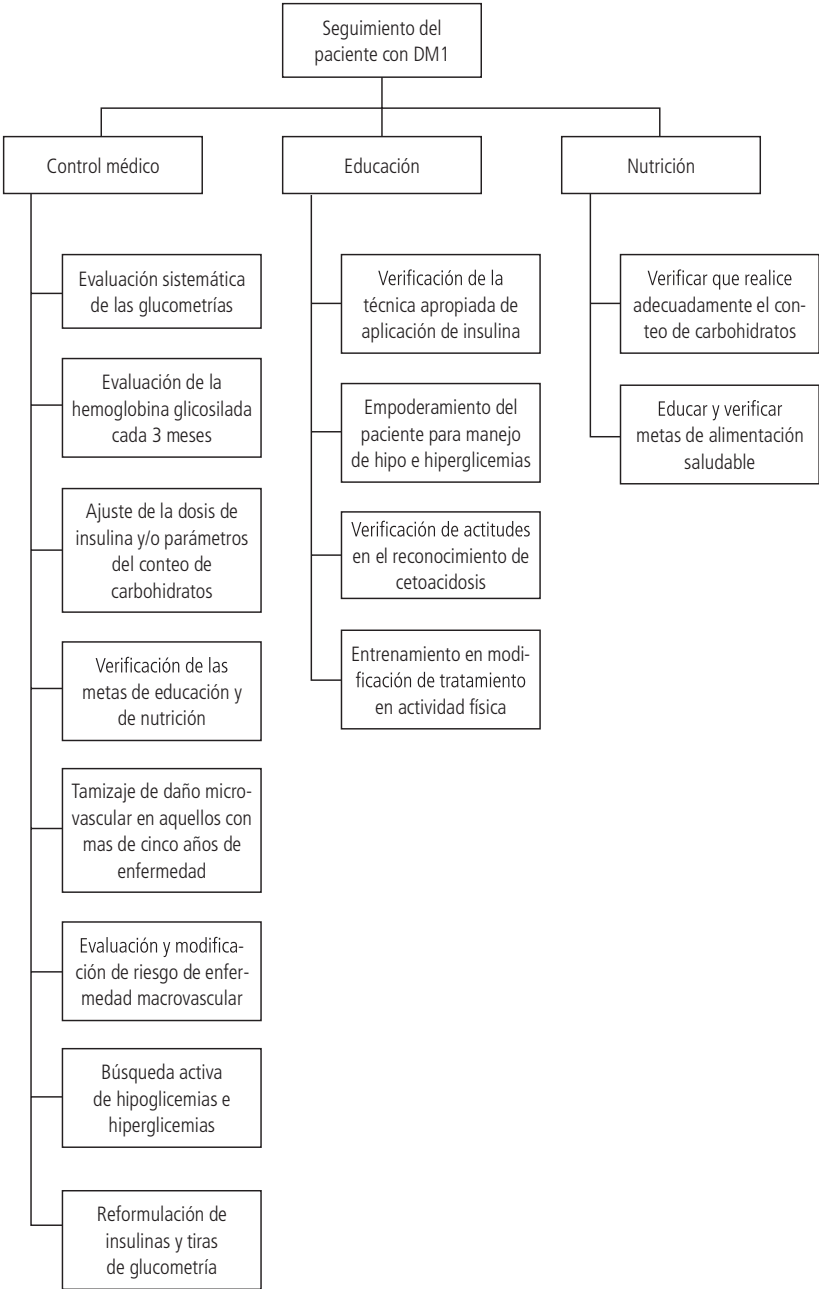 Seguimiento del
paciente con DM1
Control médico
Evaluación sistemática
de las glucometrías
Evaluación de la
hemoglobina glicosilada
cada 3 meses
Ajuste de la dosis de
insulina y/o parámetros
del conteo de
carbohidratos
Verificación de las
metas de educación y
de nutrición
Tamizaje de daño micro-
vascular en aquellos con
mas de cinco años de
enfermedad
Evaluación y modifica-
ción de riesgo de enfer-
medad macrovascular
Búsqueda activa
de hipoglicemias e
hiperglicemias
Reformulación de
insulinas y tiras
de glucometría
Educación
Verificación de la
técnica apropiada de
aplicación de insulina
Empoderamiento del
paciente para manejo
de hipo e hiperglicemias
Verificación de actitudes
en el reconocimiento de
cetoacidosis
Entrenamiento en modi-
ficación de tratamiento
en actividad física
Nutrición
Verificar que realice
adecuadamente el con-
teo de carbohidratos
Educar y verificar
metas de alimentación
saludable